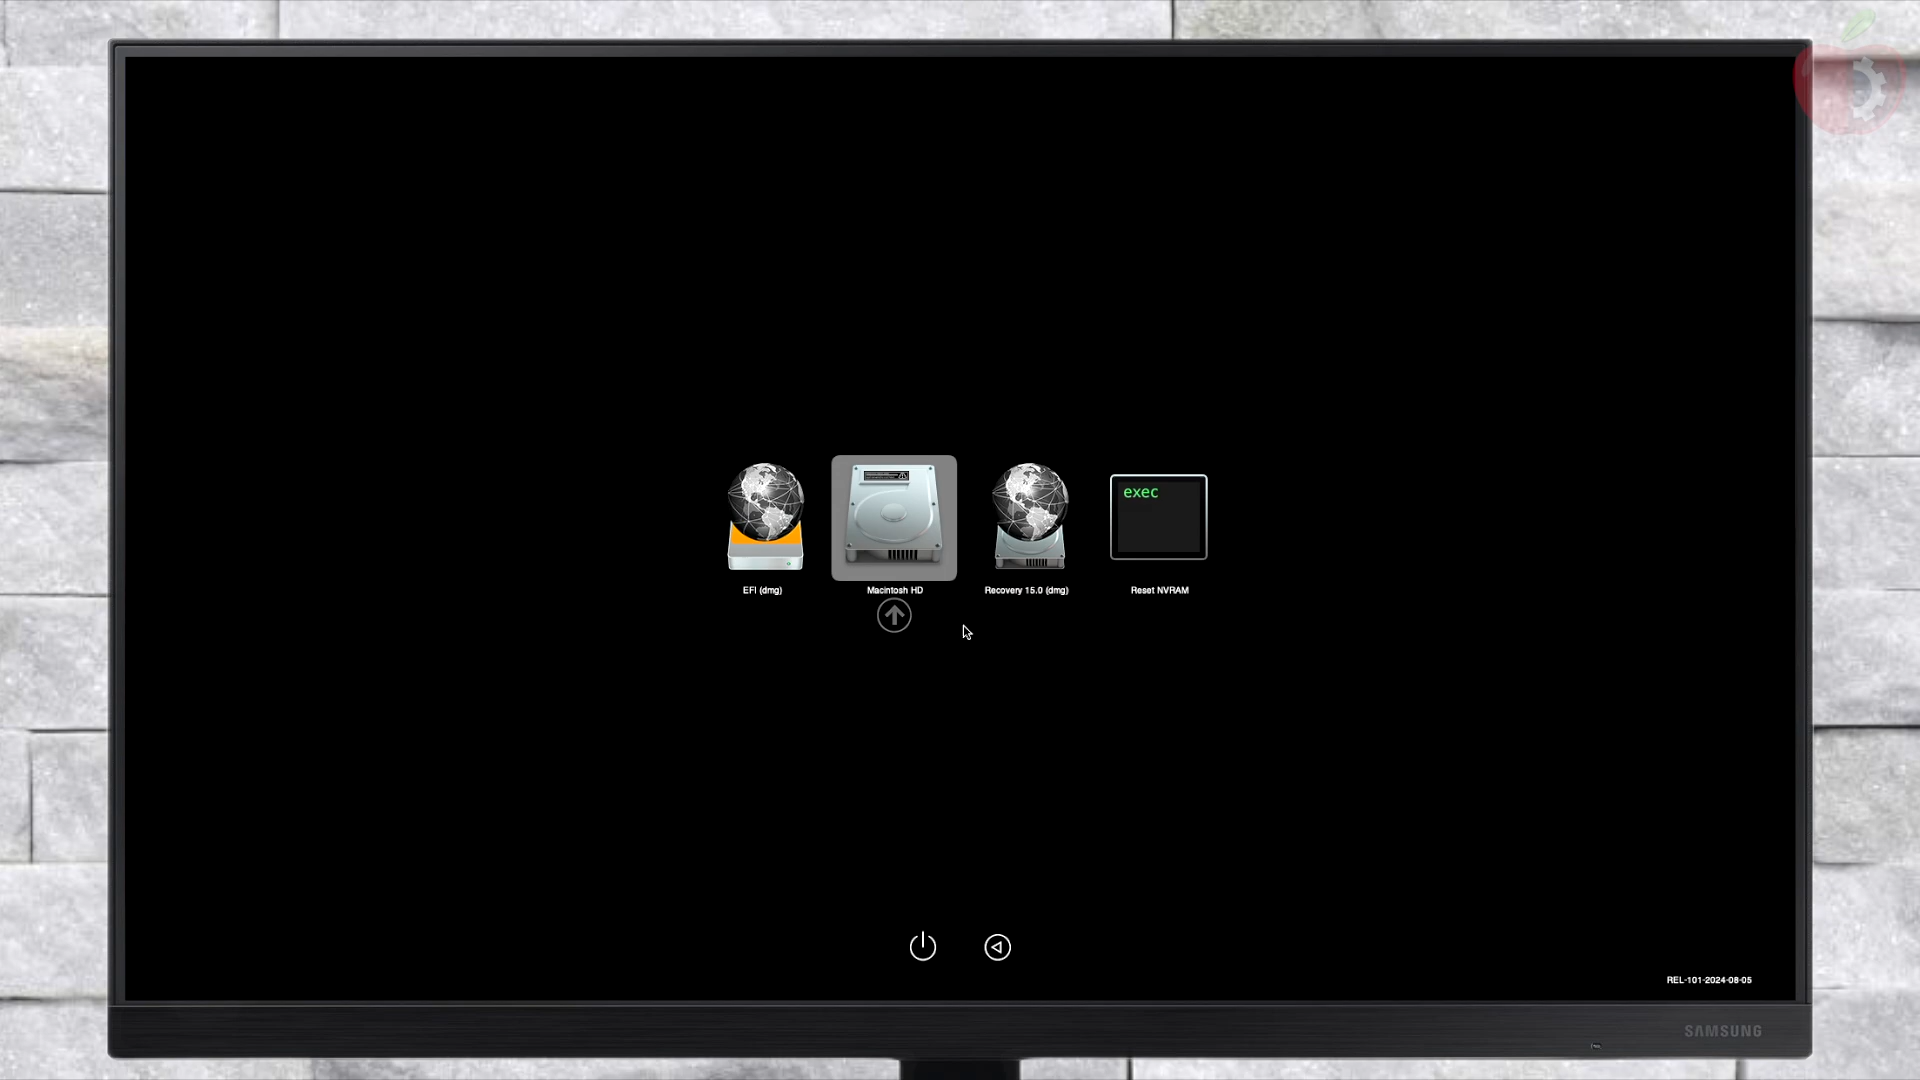 exec
EFI (dmg)
Macintosh HD
Recovery 15.0 (dmg)
Reset NVRAM
REL-101-2024-08-05
SAMSUNG